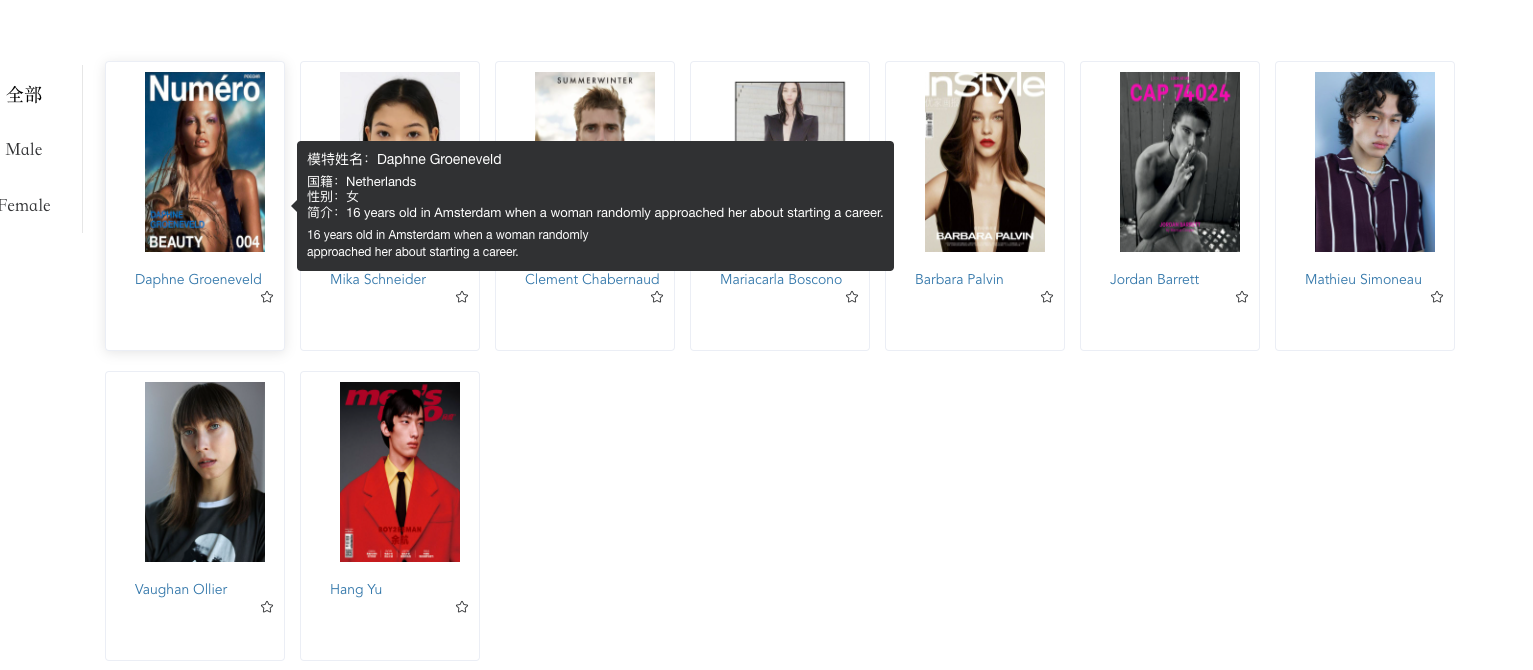 全部
Male
Female
Numéro
DAPHNE
GROENEVELD
BEAUTY 004
SUMMERWINTER
InStyle
BARBARA PALVIN
CAP 74024
模特姓名：Daphne Groeneveld
国籍：Netherlands
性别：女
简介：16 years old in Amsterdam when a woman randomly approached her about starting a career.
16 years old in Amsterdam when a woman randomly
approached her about starting a career.
Daphne Groeneveld
Mika Schneider
Clement Chabernaud
Mariacarla Boscono
Barbara Palvin
Jordan Barrett
Mathieu Simoneau
men's
Vaughan Ollier
Hang Yu